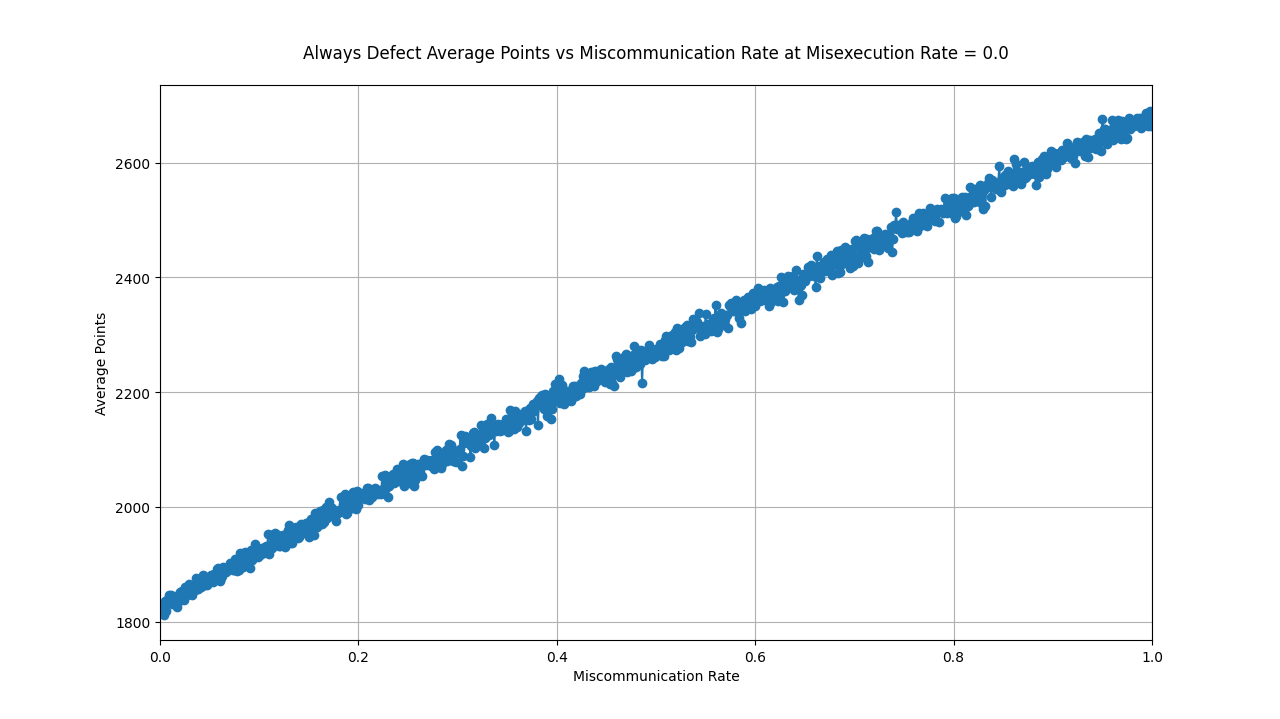 Always Defect Average Points vs Miscommunication Rate at Misexecution Rate = 0.0
Average Points
2600
2400
2200
2000
1800
0.0 0.2 0.4 0.6 0.8 1.0
Miscommunication Rate